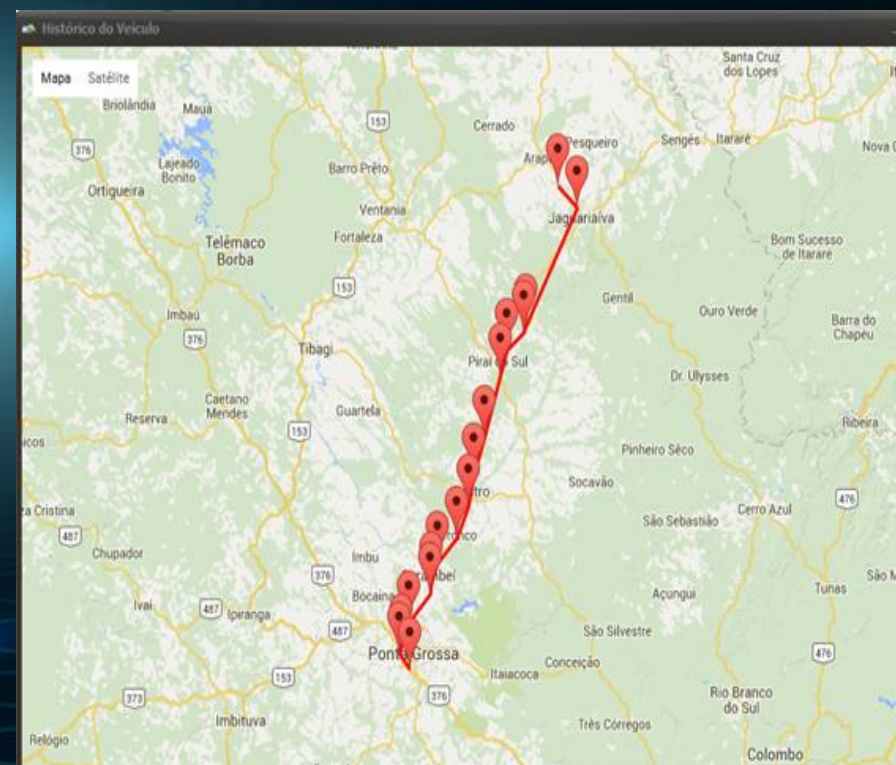 Histórico do Veículo
Mapa Satélite
Santa Cruz
dos Lopes
Briolândia
Mauá
153
Cerrado
Pesqueiro
Sengés
Itararé
376
Lajeado
Bonito
Barro Prêto
Ortigueira
Ventania
Jaguariaíva
Telêmaco
Borba
Fortaleza
Bom Sucesso
de Itararé
153
Gentil
Imbaú
Ouro Verde
Barra do
Chapéu
376
Tibagi
Dr. Ulysses
Caetano
Mendes
Guartela
Reserva
153
Ribeira
Pinheiro Sêco
Socavão
476
Cerro Azul
São Sebastião
487
Chupador
Imbu
376
Bocaina
Açungui
Tunas
Ivaí
487
Ipiranga
487
São Silvestre
Ponta Grossa
476
Conceição
Itaiacoca
153
373
376
Rio Branco
do Sul
Imbituva
Três Córregos
Relógio
Colombo